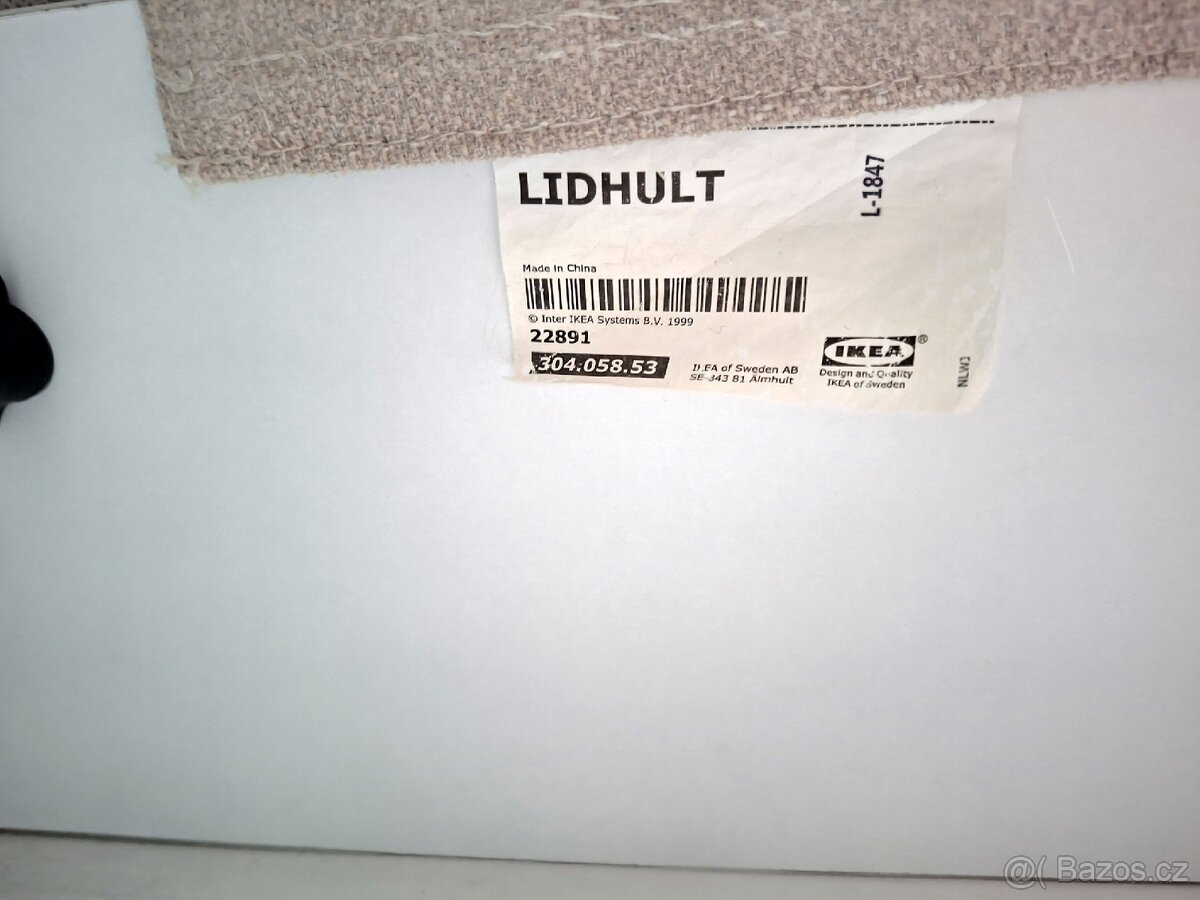 LIDHULT
L-1847
Made in China
© Inter IKEA Systems B.V. 1999
22891
304.058.53
IKEA of Sweden AB
SE-343 81 Älmhult
IKEA®
Design and Quality
IKEA of Sweden
NLW3
@( Bazos.cz